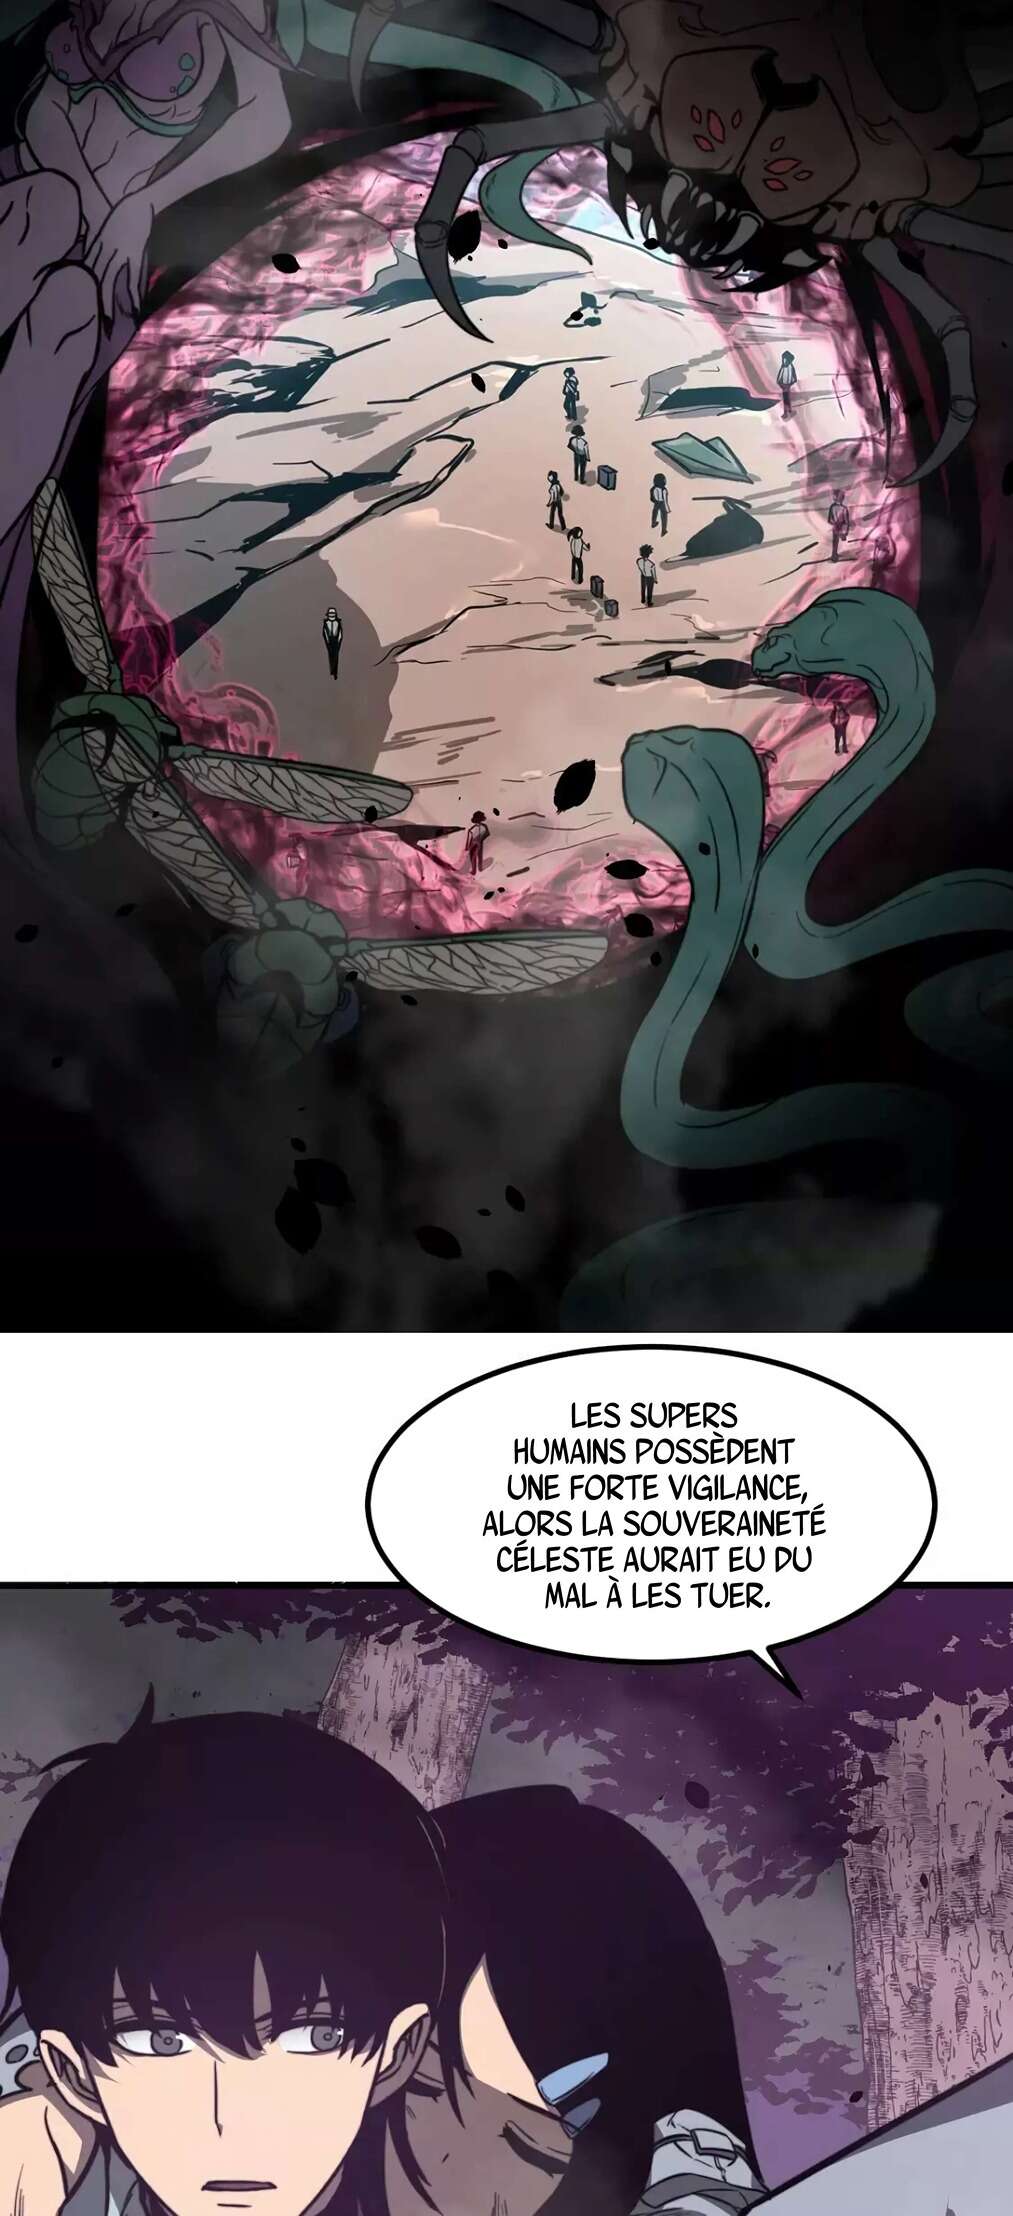 LES SUPERS
HUMAINS POSSÈDENT
UNE FORTE VIGILANCE,
ALORS LA SOUVERAINETÉ
CÉLESTE AURAIT EU DU
MAL À LES TUER.